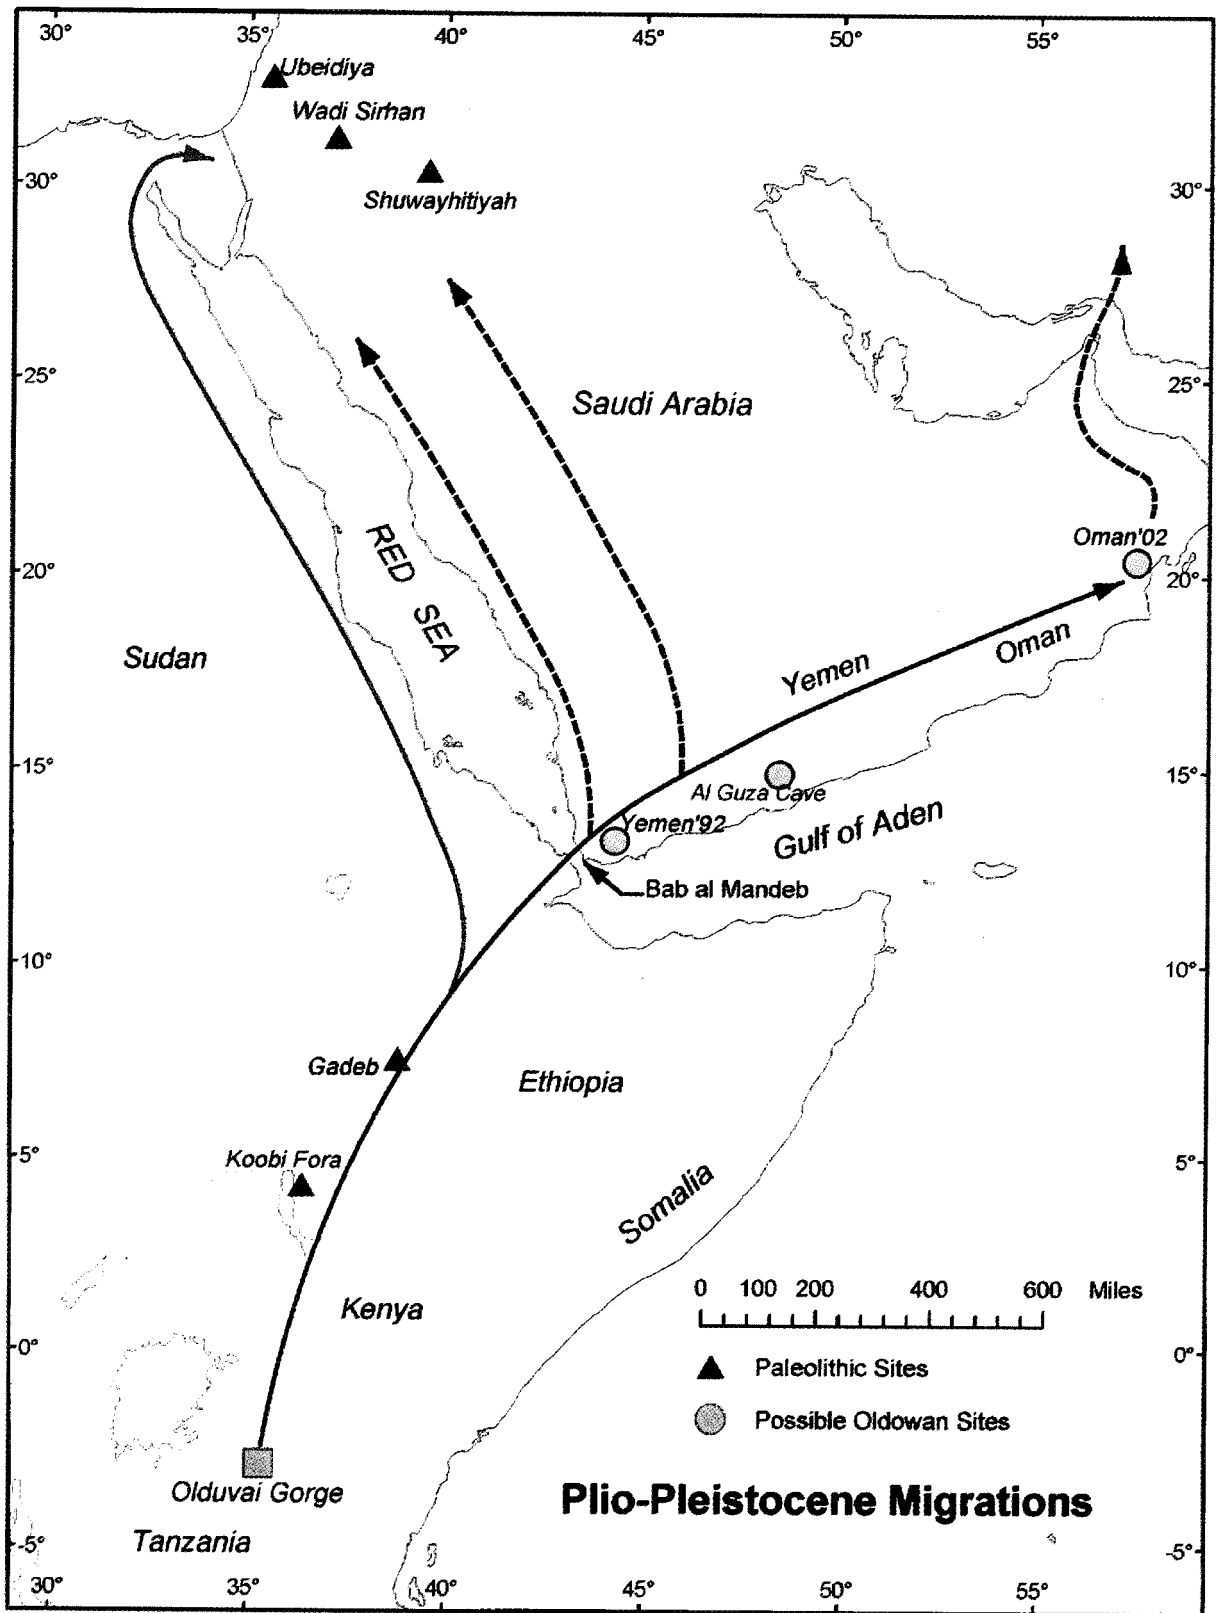 30° 35° 40° 45° 50° 55°
Ubeidiya
Wadi Sirhan
30°
30°
Shuwayhitiyah
25°
25°
Saudi Arabia
RED SEA
Oman'02
20°
20°
Sudan
Oman
Yemen
15°
15°
Al Guza Cave
Yemen'92
Gulf of Aden
Bab al Mandeb
10°
10°
Gadeb
Ethiopia
Koobi Fora
5°
5°
Somalia
0 100 200 400 600 Miles
Kenya
0°
0°
Paleolithic Sites
Possible Oldowan Sites
Olduvai Gorge
Plio-Pleistocene Migrations
Tanzania
-5°
-5°
30° 35° 40° 45° 50° 55°